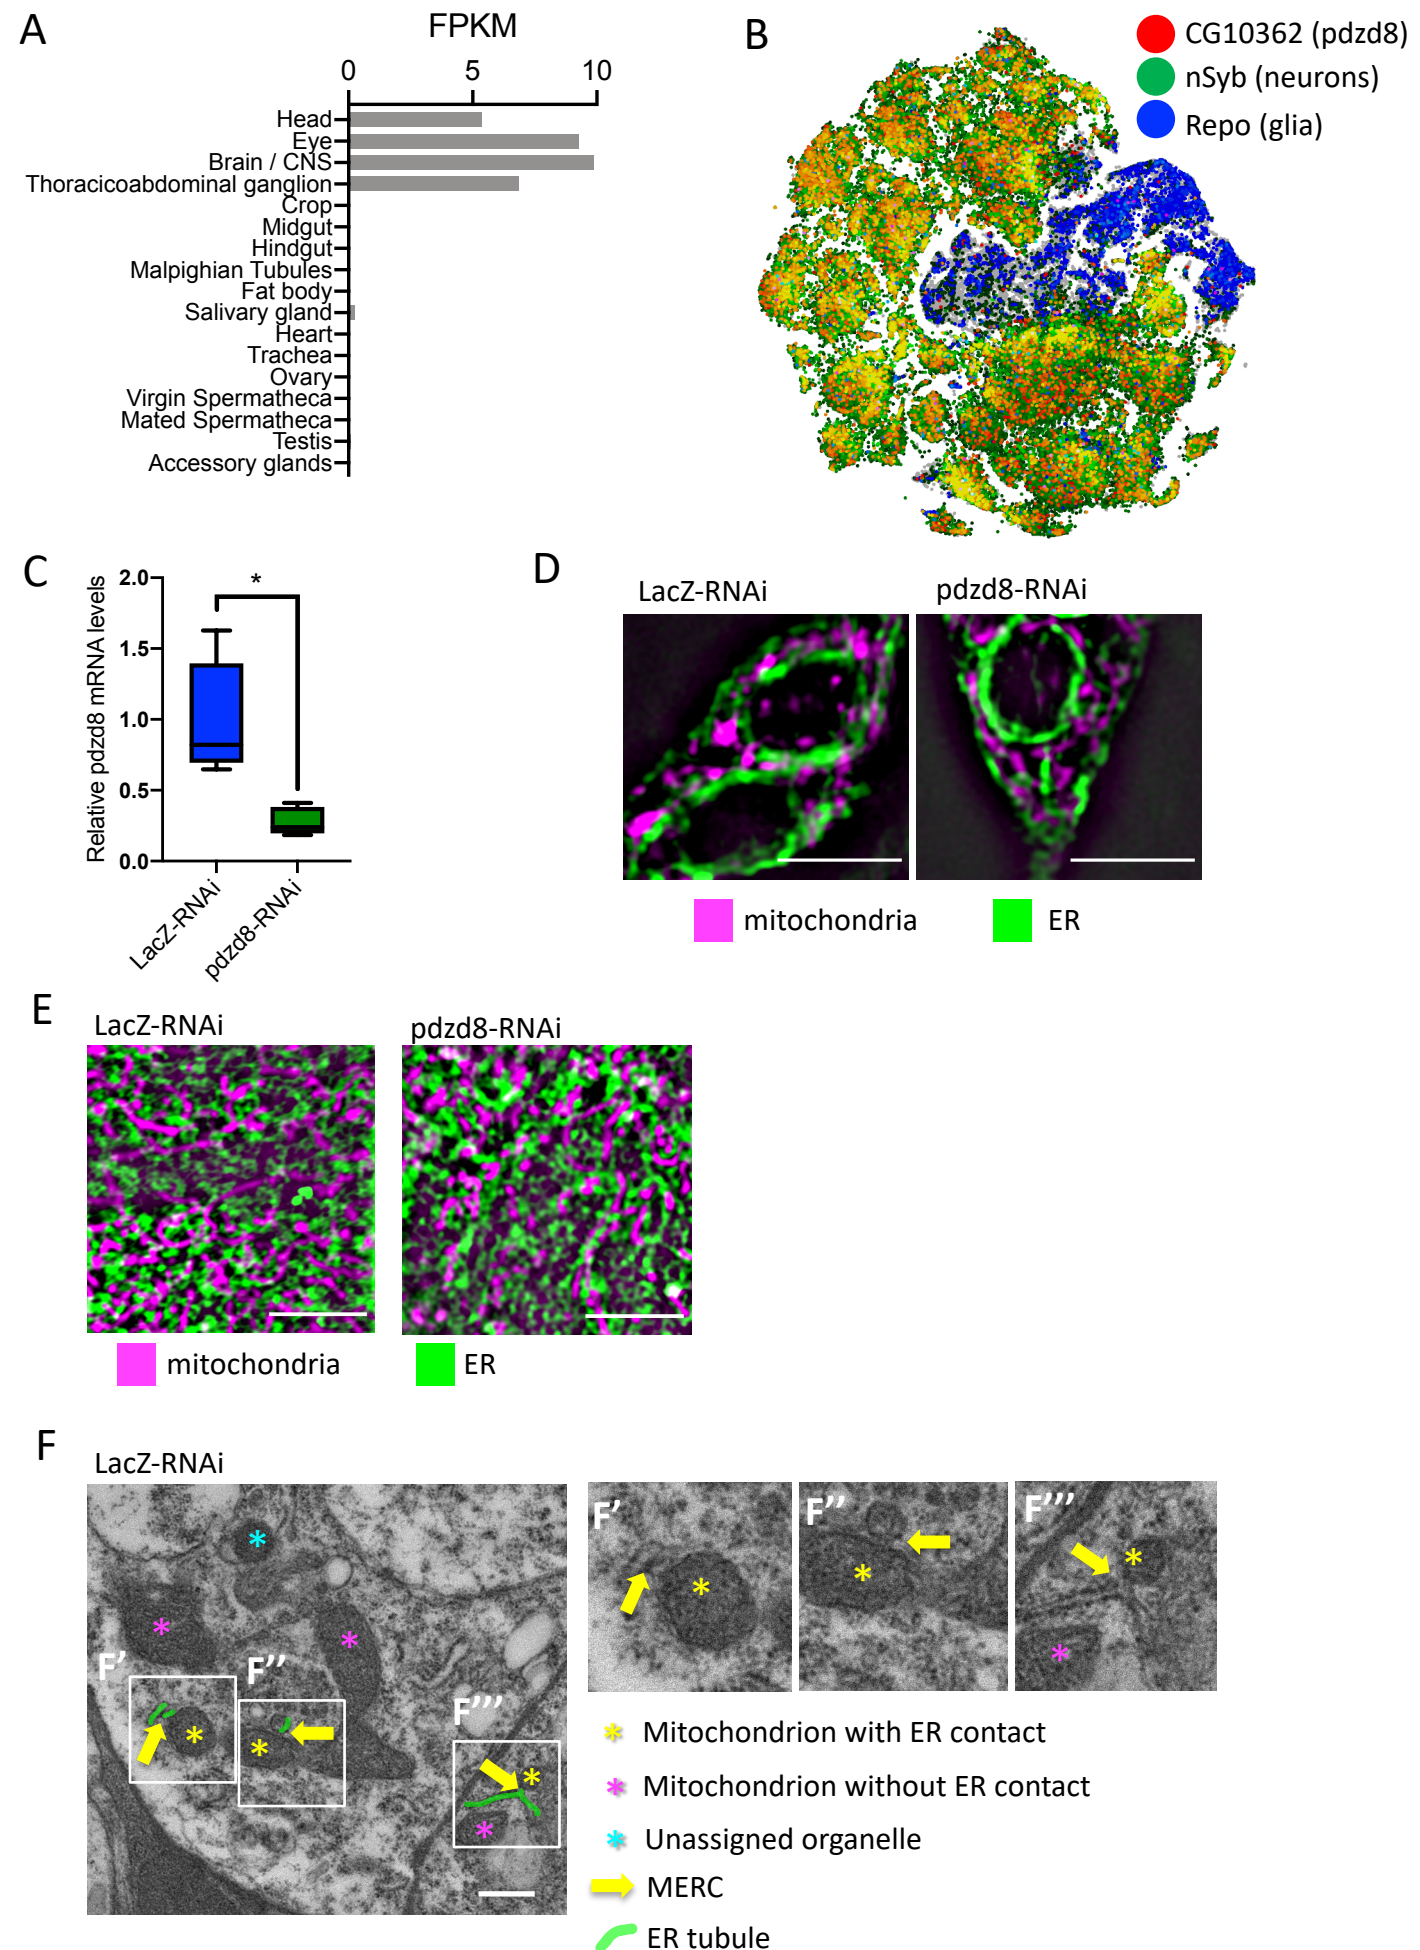 A
FPKM
0 5 10
Head
Eye
Brain / CNS
Thoracicoabdominal ganglion
Crop
Midgut
Hindgut
Malpighian Tubules
Fat body
Salivary gland
Heart
Trachea
Ovary
Virgin Spermatheca
Mated Spermatheca
Testis
Accessory glands
B
CG10362 (pdzd8)
nSyb (neurons)
Repo (glia)
C
Relative pdzd8 mRNA levels
2.0
1.5
1.0
0.5
0.0
*
LacZ-RNAi
pdzd8-RNAi
D
LacZ-RNAi
pdzd8-RNAi
mitochondria
ER
E
LacZ-RNAi
pdzd8-RNAi
mitochondria
ER
F
LacZ-RNAi
F'
F''
F'''
F'
F''
F'''
* Mitochondrion with ER contact
* Mitochondrion without ER contact
* Unassigned organelle
MERC
ER tubule